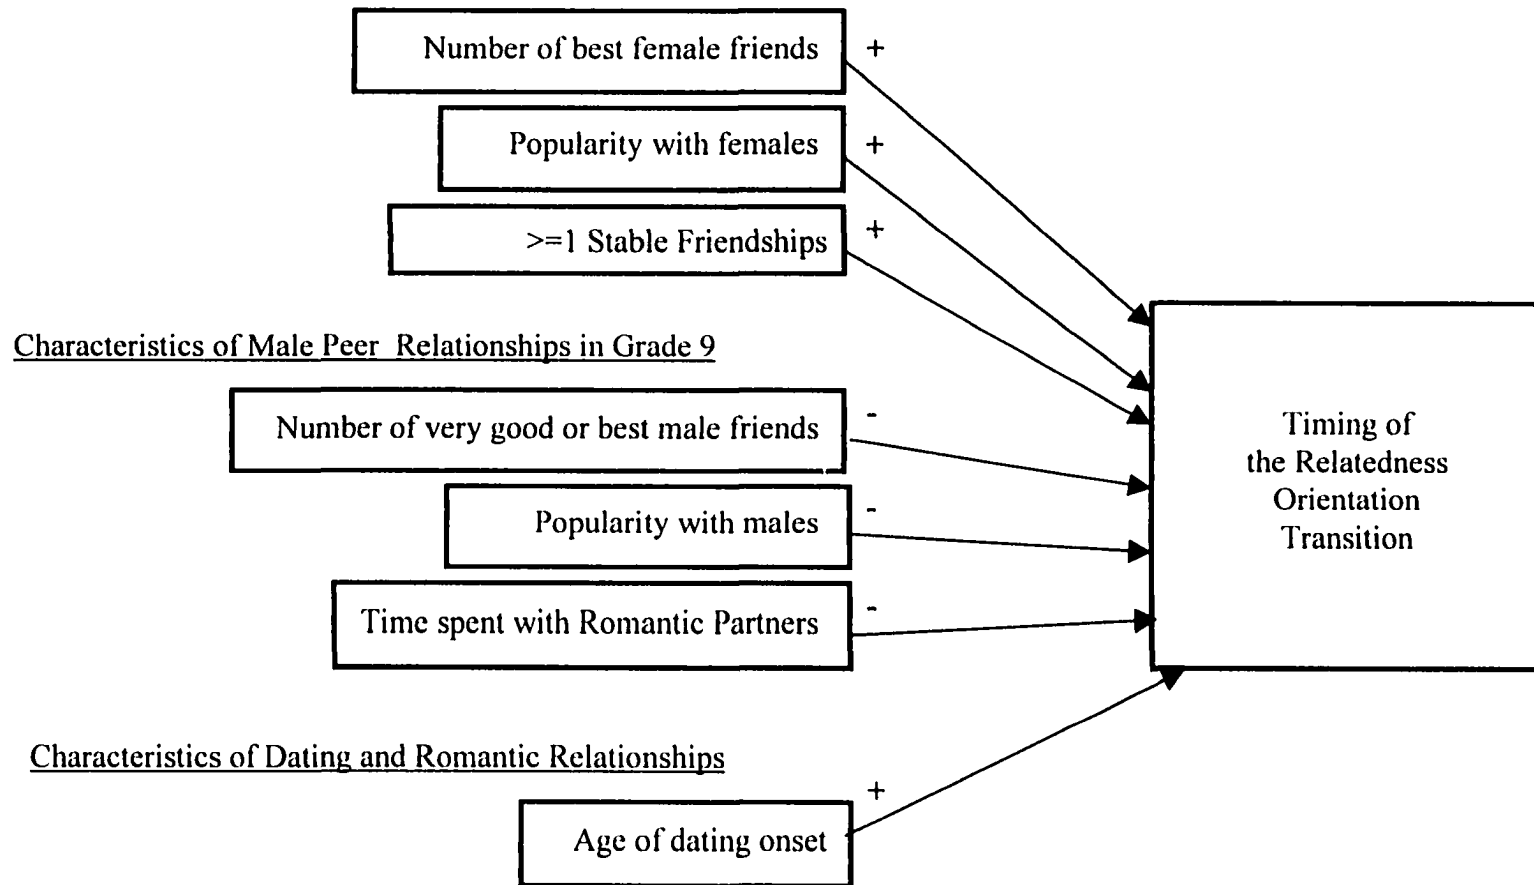 Number of best female friends
+
Popularity with females
+
>=1 Stable Friendships
+
Characteristics of Male Peer Relationships in Grade 9
Number of very good or best male friends
-
Popularity with males
-
Time spent with Romantic Partners
-
Timing of
the Relatedness
Orientation
Transition
Characteristics of Dating and Romantic Relationships
Age of dating onset
+